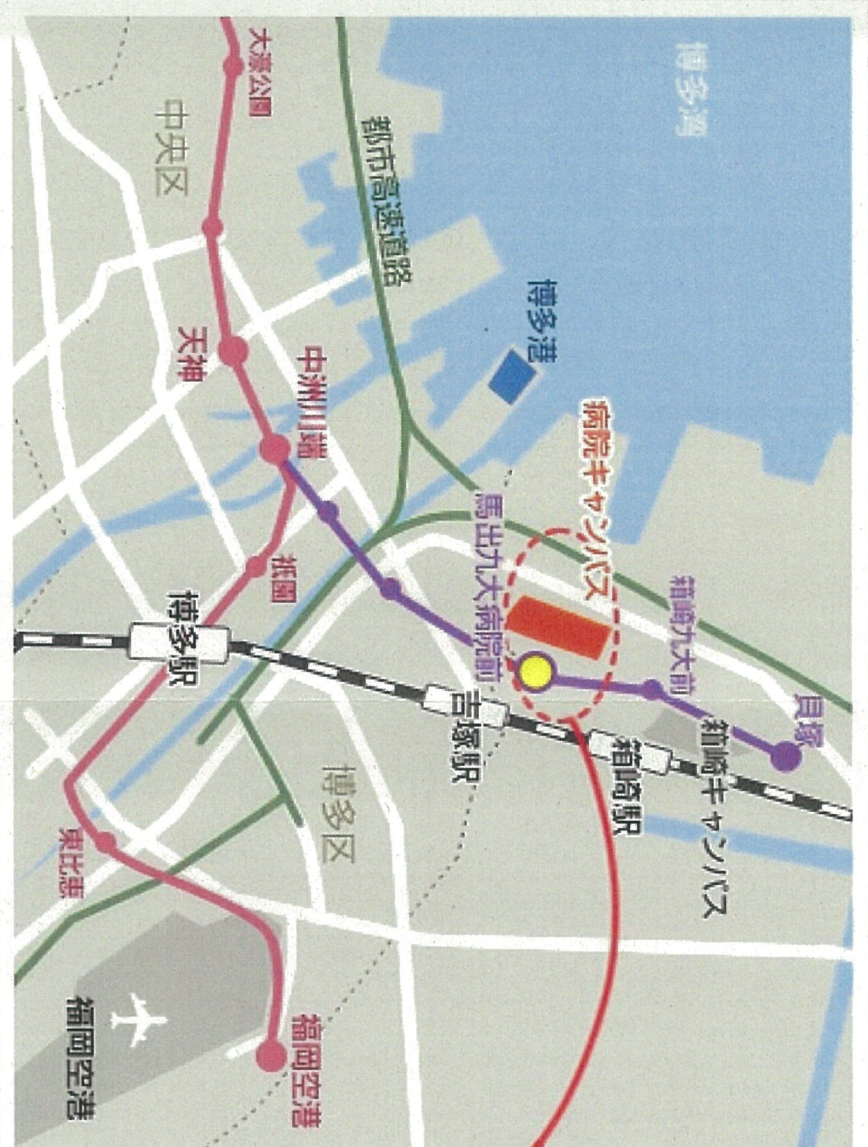 博多湾
大濠公園
中央区
都市高速道路
博多港
天神
中洲川端
病院キャンパス
馬出九大病院前
祇園
箱崎九大前
博多駅
貝塚
吉塚駅
箱崎駅
箱崎キャンパス
博多区
東比恵
福岡空港
福岡空港